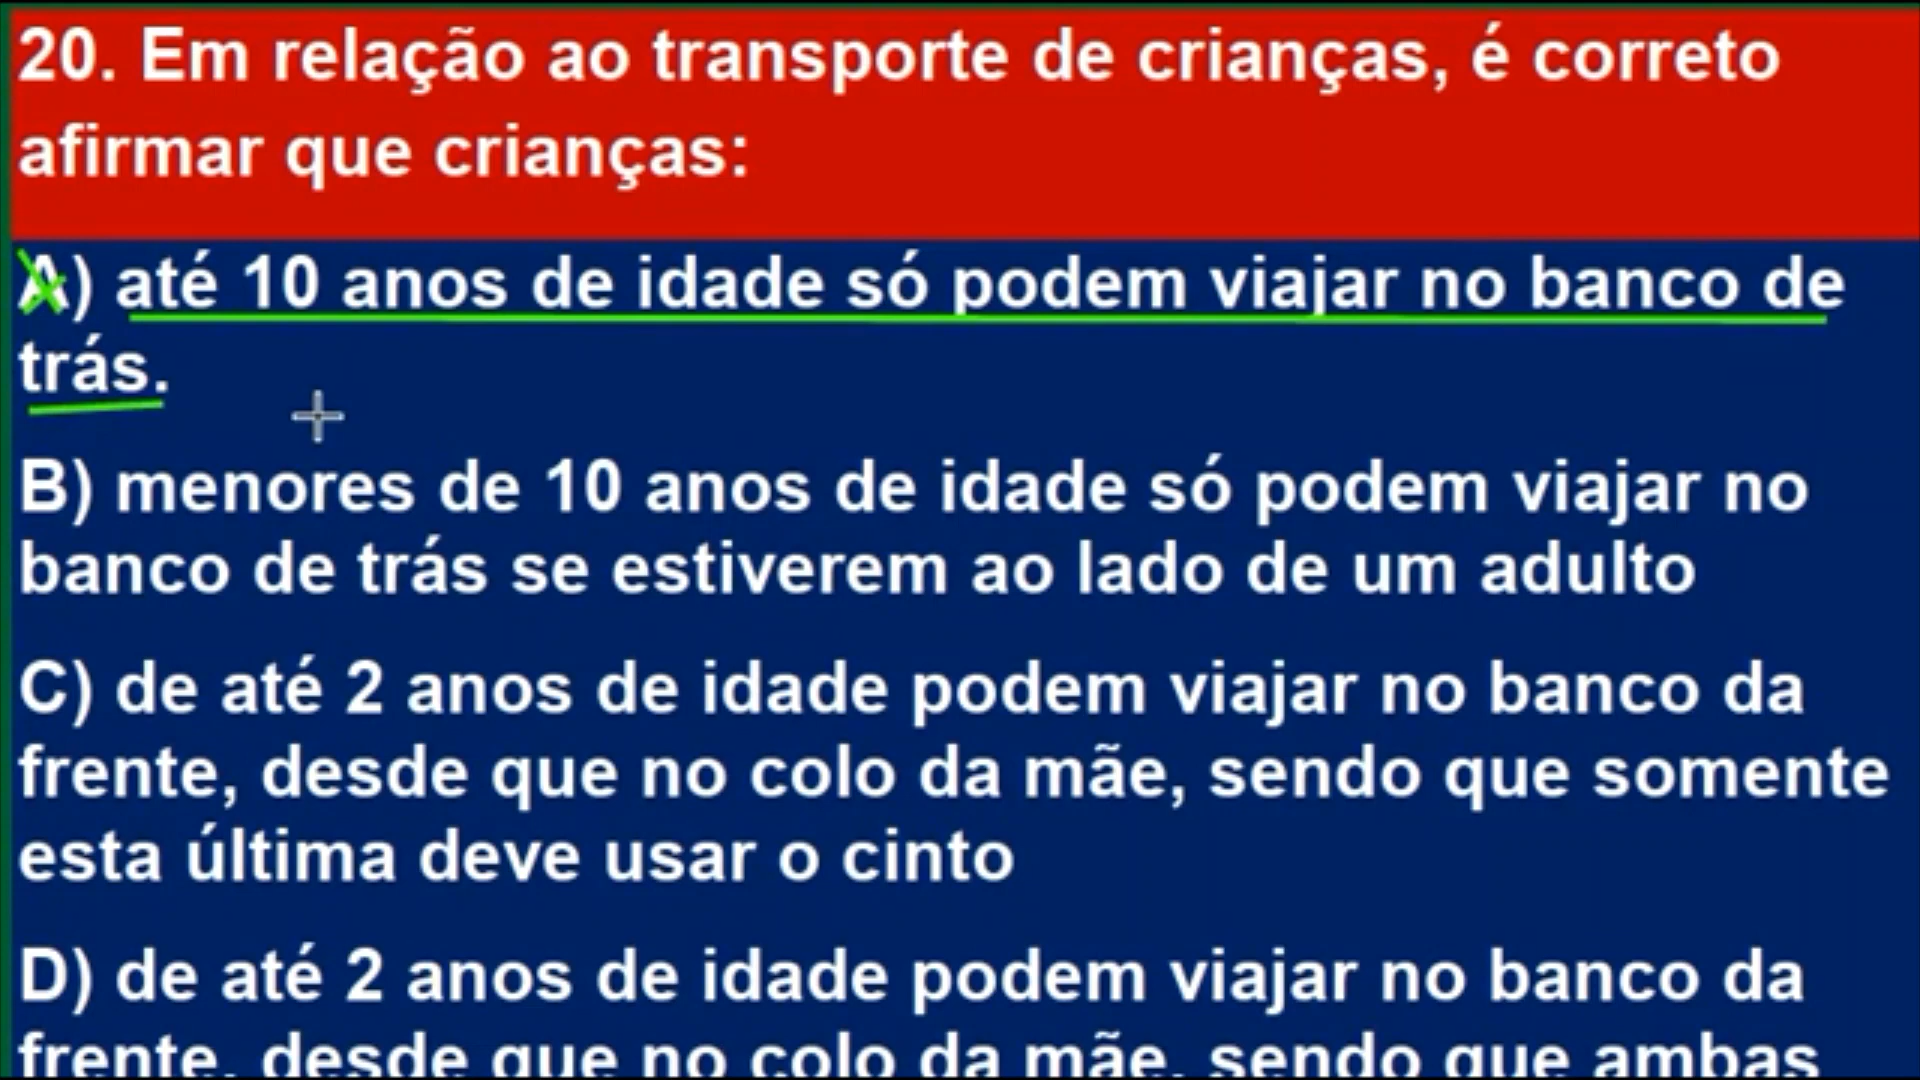 20. Em relação ao transporte de crianças, é correto
afirmar que crianças:
A) até 10 anos de idade só podem viajar no banco de
trás.
B) menores de 10 anos de idade só podem viajar no
banco de trás se estiverem ao lado de um adulto
C) de até 2 anos de idade podem viajar no banco da
frente, desde que no colo da mãe, sendo que somente
esta última deve usar o cinto
D) de até 2 anos de idade podem viajar no banco da
frente, desde que no colo da mãe, sendo que ambas